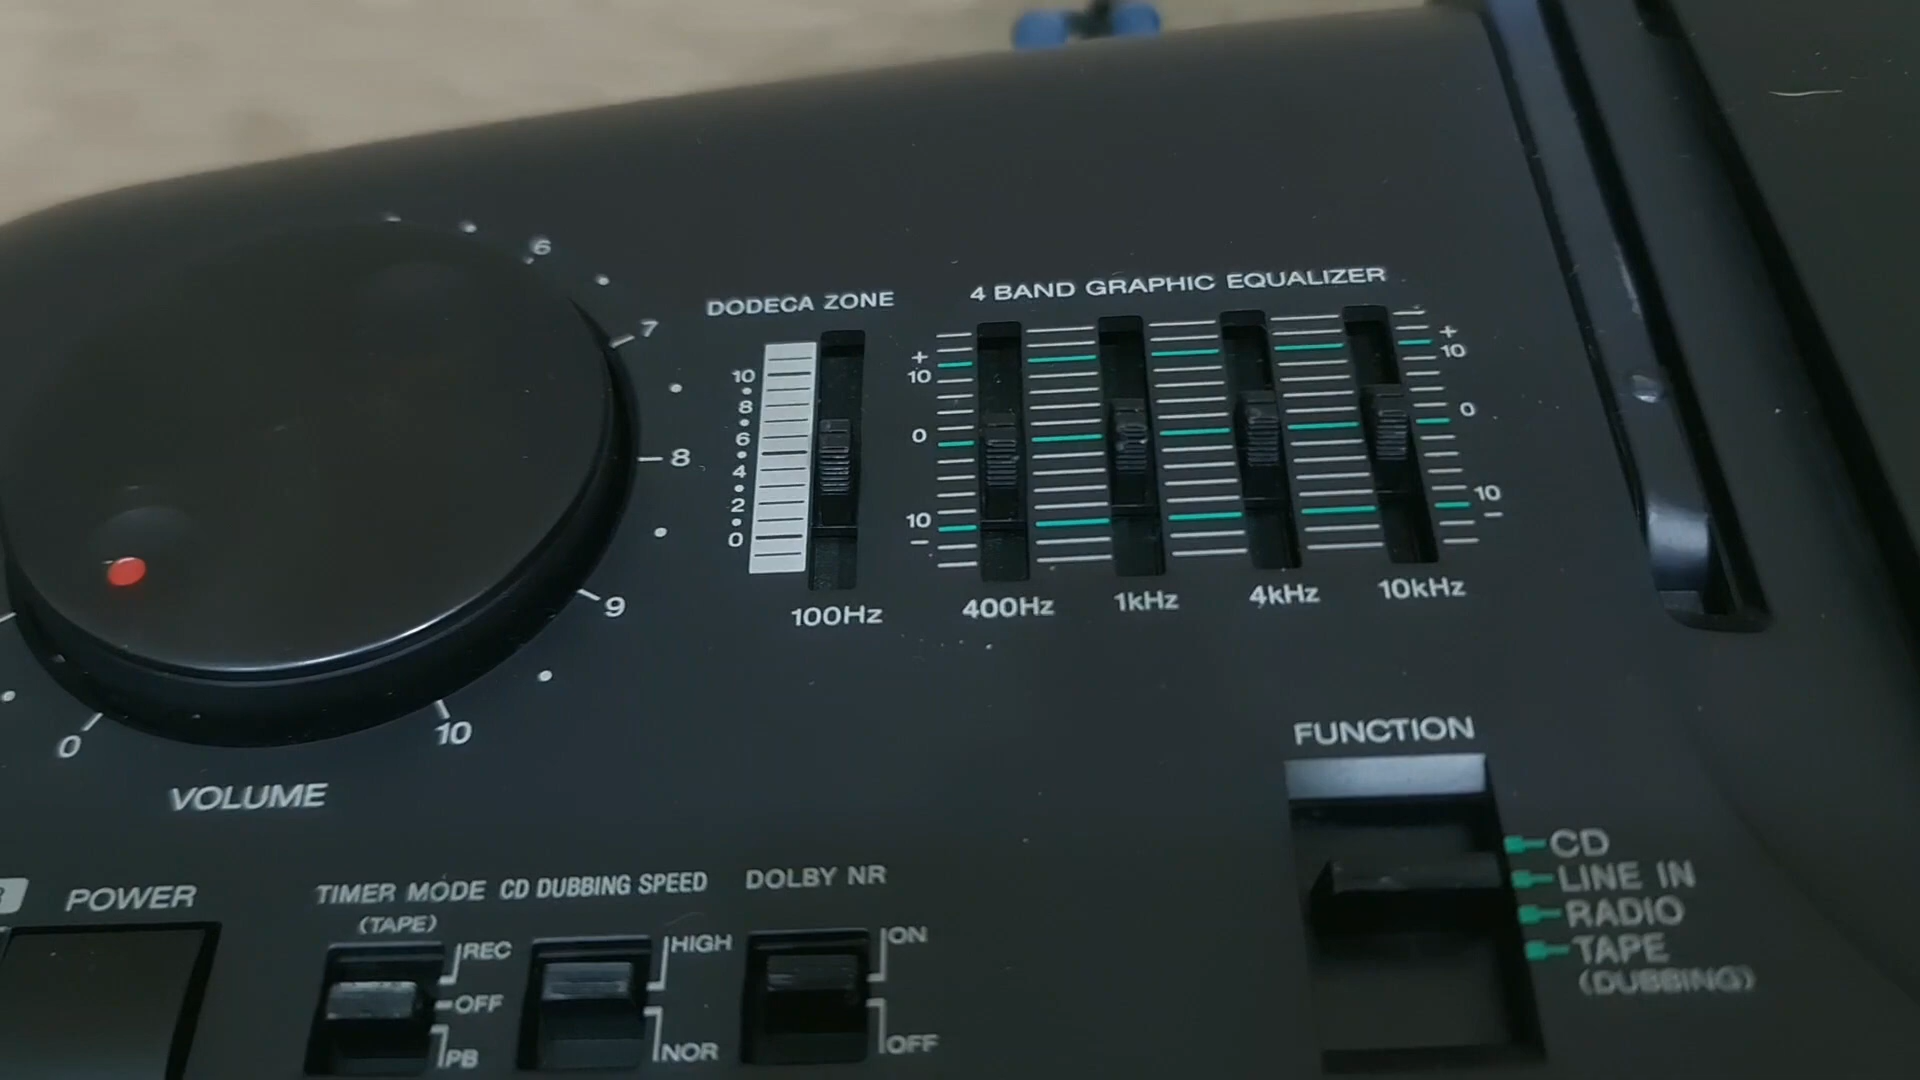 6
7
8
9
10
0
VOLUME
DODECA ZONE
10
8
6
4
2
0
100Hz
4 BAND GRAPHIC EQUALIZER
+
10
0
10
−
+
10
0
10
−
400Hz
1kHz
4kHz
10kHz
FUNCTION
CD
LINE IN
RADIO
TAPE
(DUBBING)
POWER
TIMER MODE
(TAPE)
REC
OFF
PB
CD DUBBING SPEED
HIGH
NOR
DOLBY NR
ON
OFF